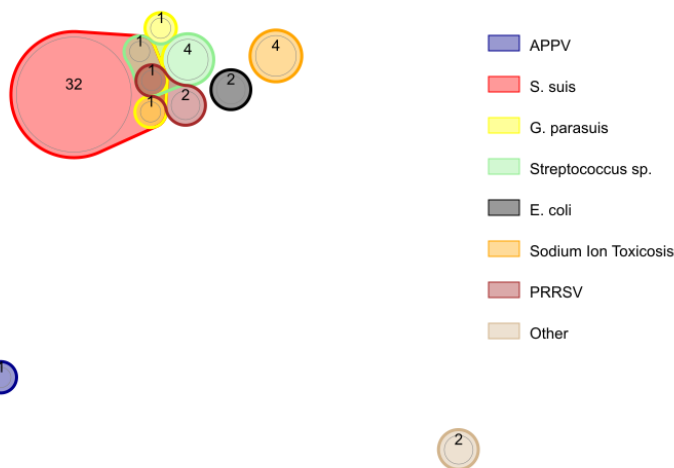 1
1
4
4
32
1
2
2
1
1
2
APPV
S. suis
G. parasuis
Streptococcus sp.
E. coli
Sodium Ion Toxicosis
PRRSV
Other